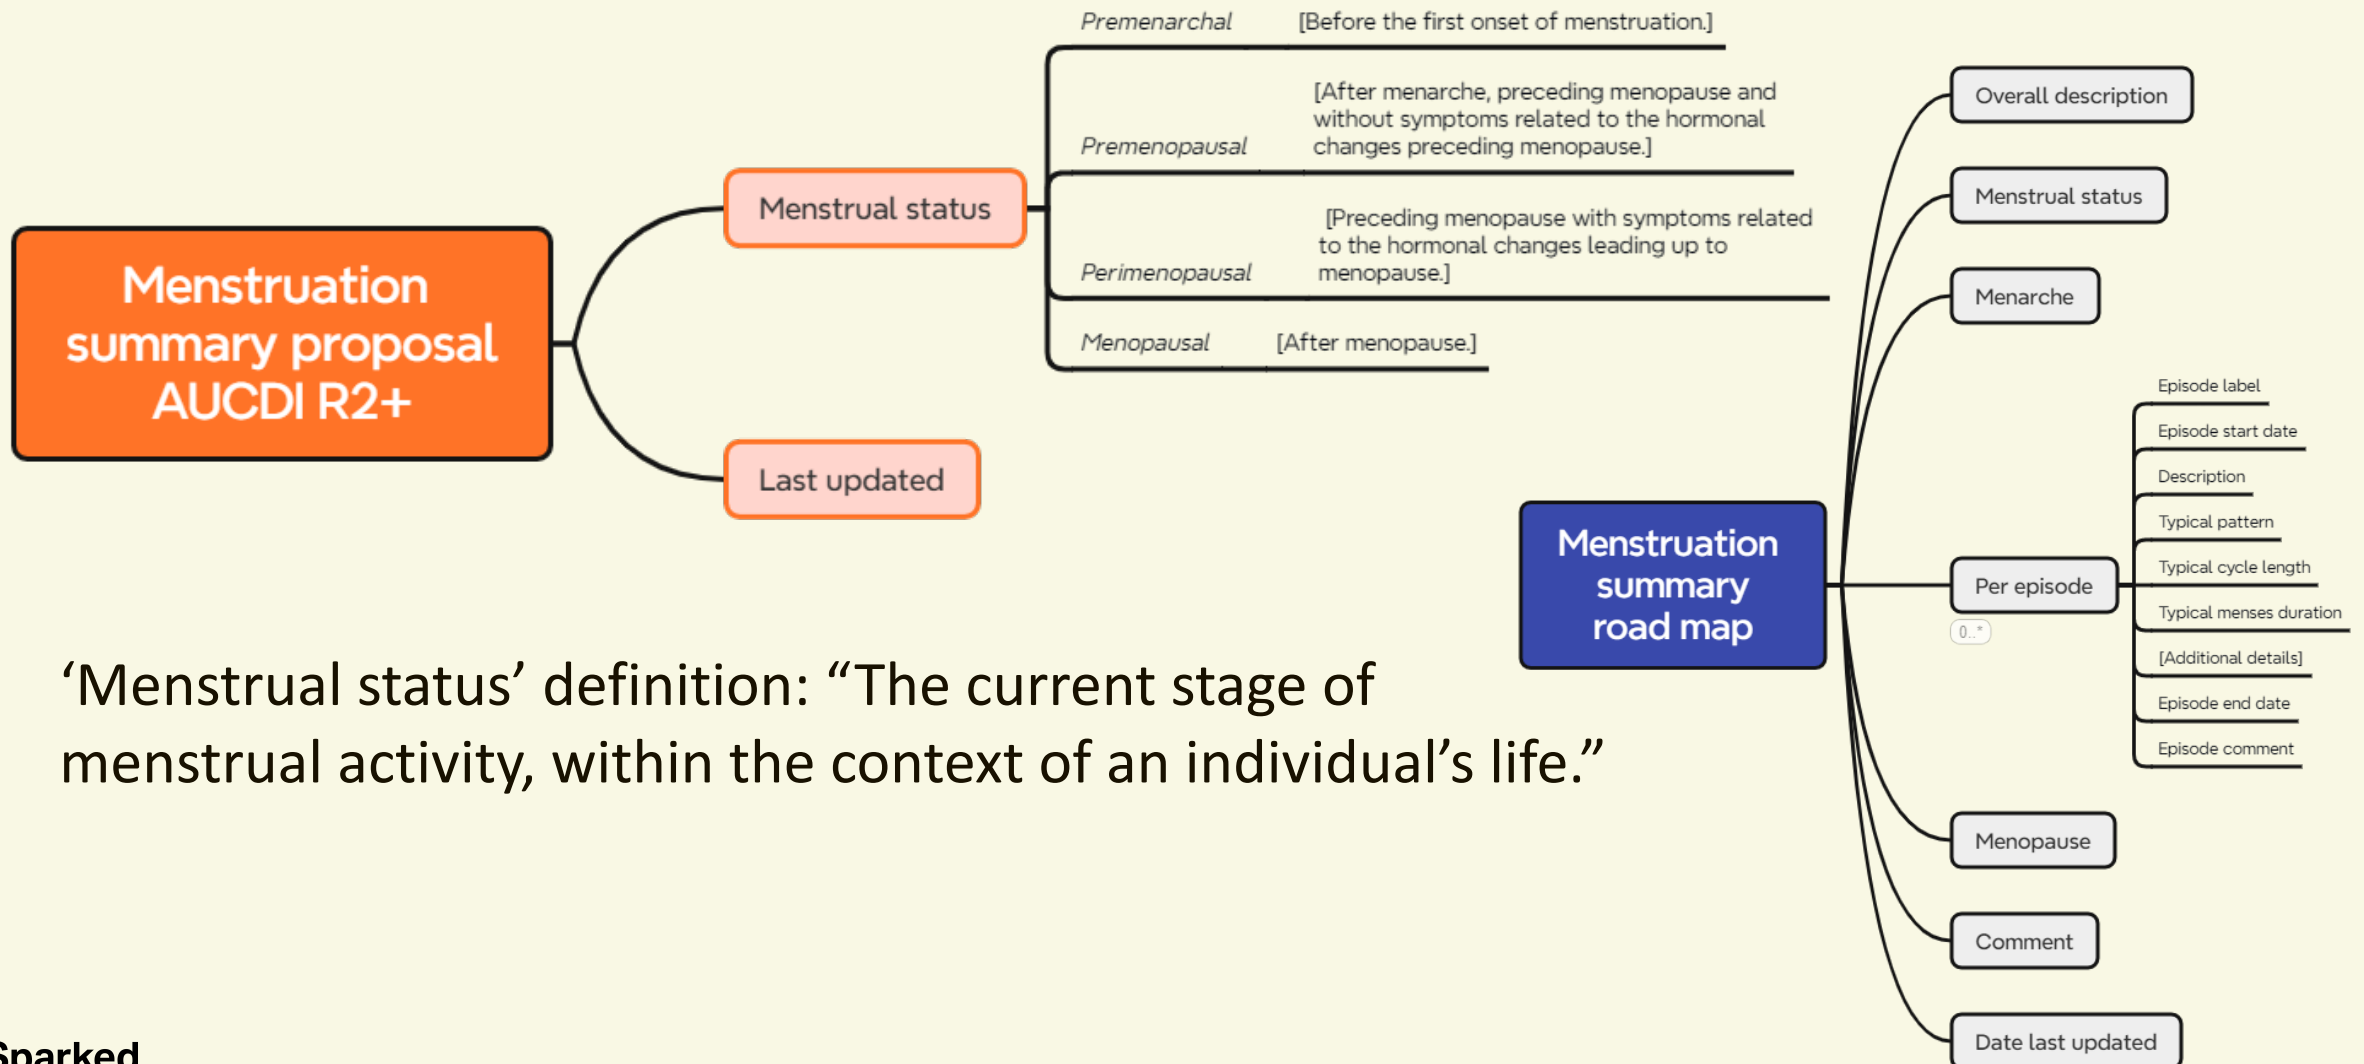 Menstruation
summary proposal
AUCDI R2+
Menstrual status
Premenarchal [Before the first onset of menstruation.]
Premenopausal [After menarche, preceding menopause and
without symptoms related to the hormonal
changes preceding menopause.]
Perimenopausal [Preceding menopause with symptoms related
to the hormonal changes leading up to
menopause.]
Menopausal [After menopause.]
Last updated
‘Menstrual status’ definition: “The current stage of
menstrual activity, within the context of an individual’s life.”
Menstruation
summary
road map
Overall description
Menstrual status
Menarche
Per episode
0..*
Episode label
Episode start date
Description
Typical pattern
Typical cycle length
Typical menses duration
[Additional details]
Episode end date
Episode comment
Menopause
Comment
Date last updated
Sparked